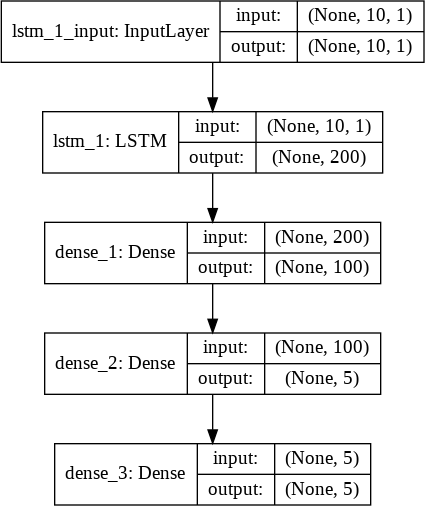 lstm_1_input: InputLayer
input:
(None, 10, 1)
output:
(None, 10, 1)
lstm_1: LSTM
input:
(None, 10, 1)
output:
(None, 200)
dense_1: Dense
input:
(None, 200)
output:
(None, 100)
dense_2: Dense
input:
(None, 100)
output:
(None, 5)
dense_3: Dense
input:
(None, 5)
output:
(None, 5)